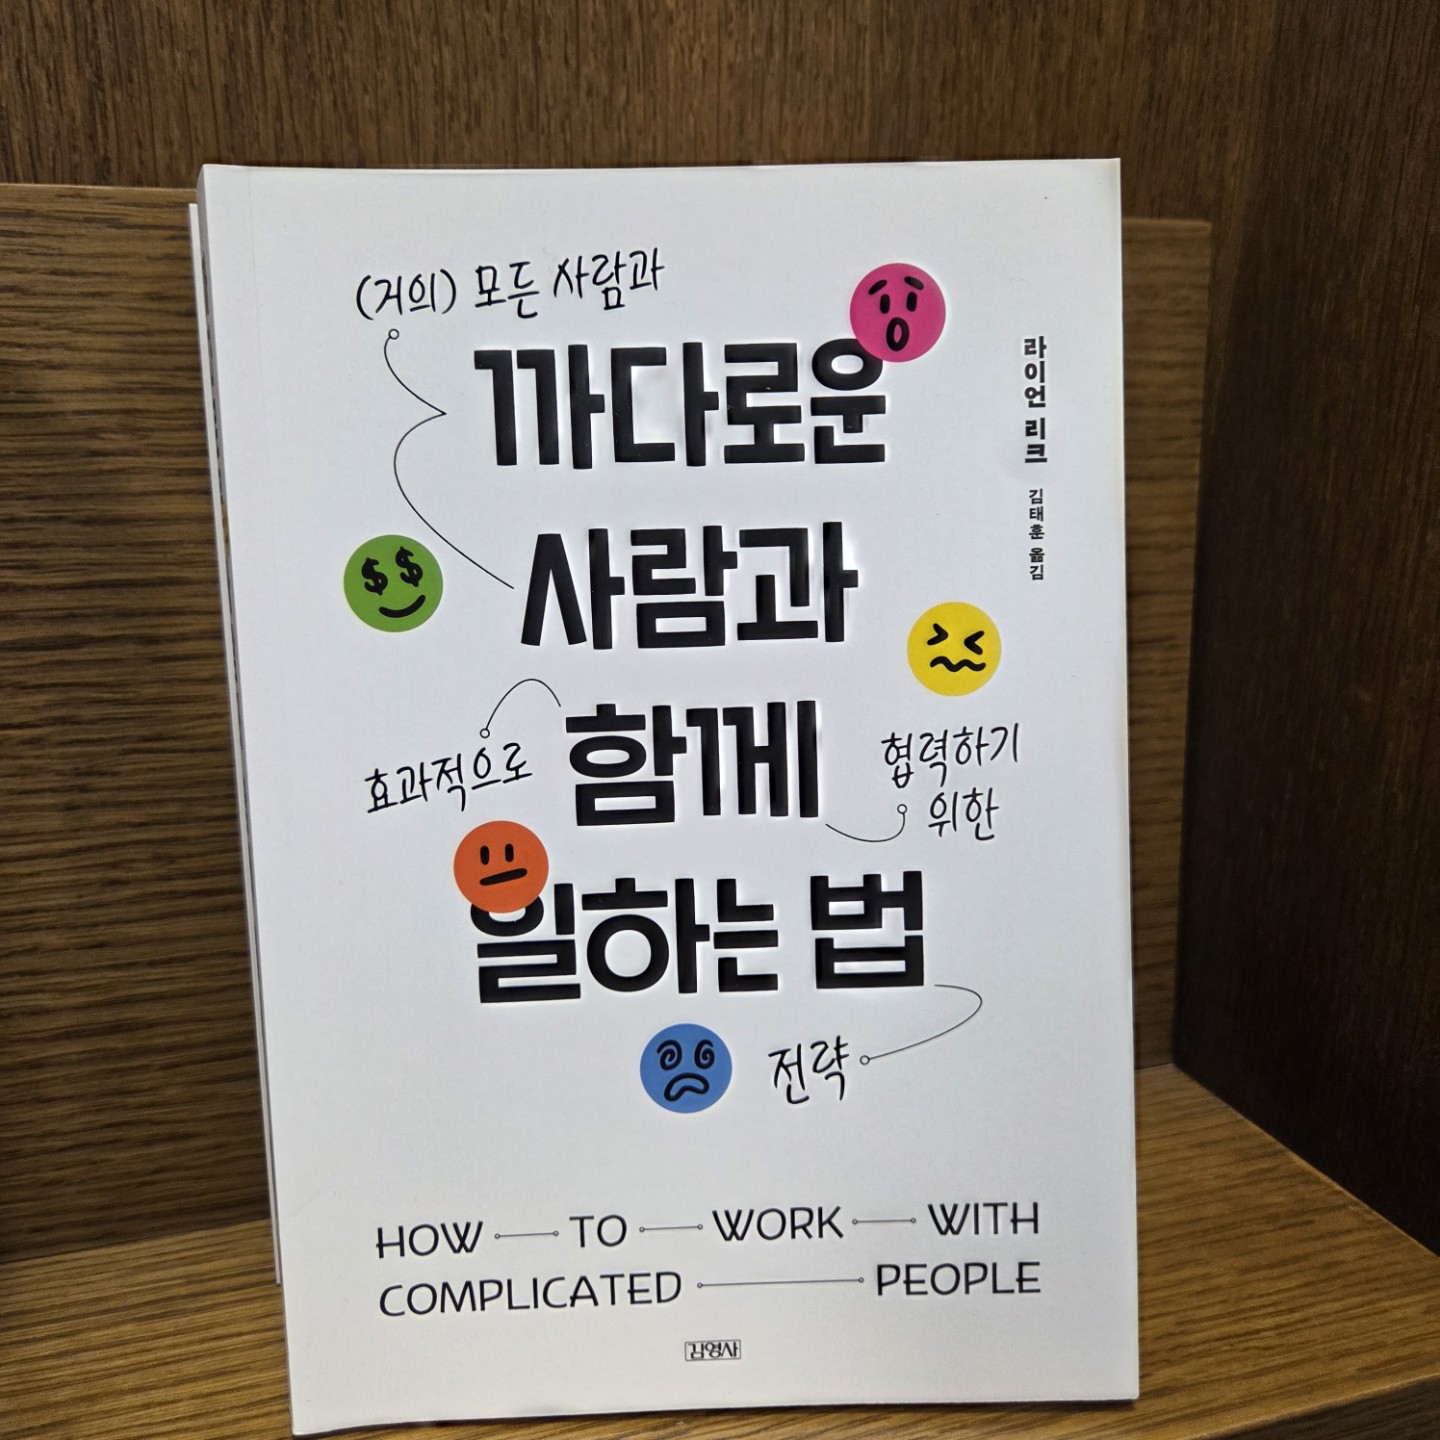 (거의) 모든 사람과
까다로운
사람과
함께
효과적으로
협력하기
위한
일하는 법
전략
라이언 리크
김태훈 옮김
HOW TO WORK WITH
COMPLICATED PEOPLE
김영사